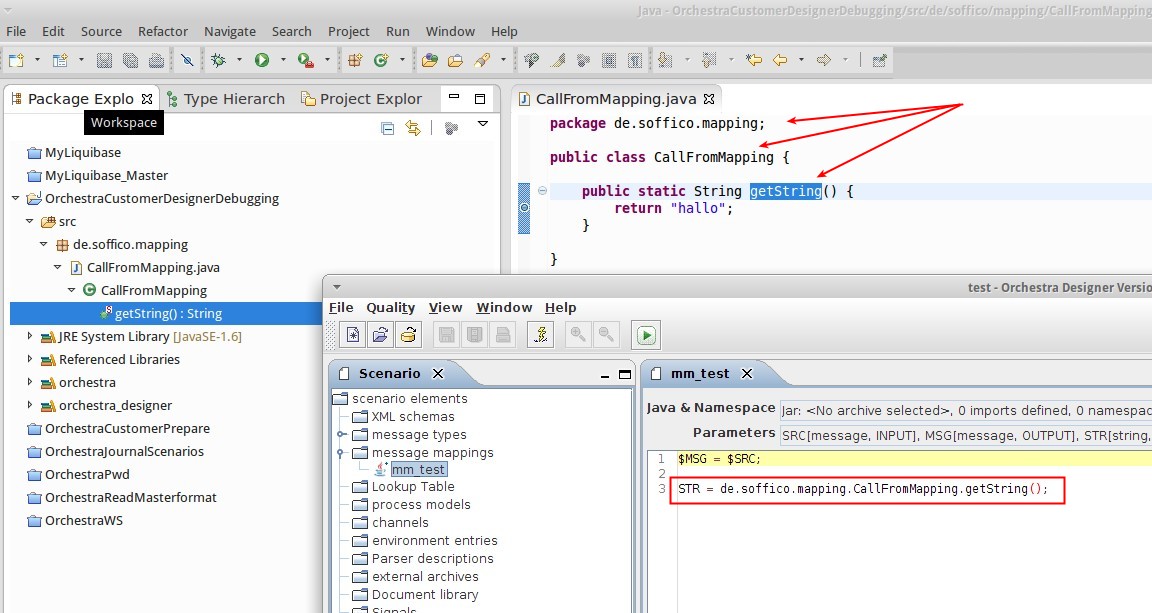 Java - OrchestraCustomerDesignerDebugging/src/de/soffico/mapping/CallFromMapping
File Edit Source Refactor Navigate Search Project Run Window Help
Package Explo Type Hierarch Project Explor
Workspace
MyLiquibase
MyLiquibase_Master
OrchestraCustomerDesignerDebugging
src
de.soffico.mapping
CallFromMapping.java
CallFromMapping
getString() : String
JRE System Library [JavaSE-1.6]
Referenced Libraries
orchestra
orchestra_designer
OrchestraCustomerPrepare
OrchestraJournalScenarios
OrchestraPwd
OrchestraReadMasterformat
OrchestraWS
CallFromMapping.java
package de.soffico.mapping;
public class CallFromMapping {
public static String getString() {
return "hallo";
}
}
test - Orchestra Designer Versio
File Quality View Window Help
Scenario
scenario elements
XML schemas
message types
message mappings
mm_test
Lookup Table
process models
channels
environment entries
Parser descriptions
external archives
Document library
Signals
mm_test
Java & Namespace Jar: <No archive selected>, 0 imports defined, 0 namespac
Parameters SRC[message, INPUT], MSG[message, OUTPUT], STR[string,
1 $MSG = $SRC;
2
3 STR = de.soffico.mapping.CallFromMapping.getString();